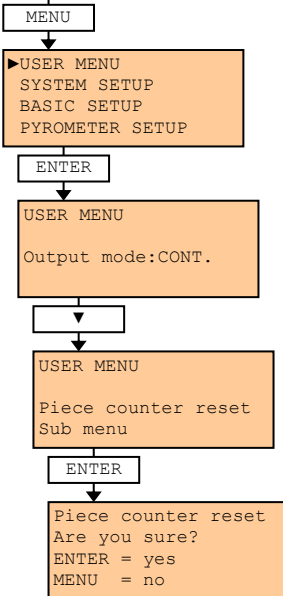 MENU
►USER MENU
SYSTEM SETUP
BASIC SETUP
PYROMETER SETUP
ENTER
USER MENU
Output mode:CONT.
▼
USER MENU
Piece counter reset
Sub menu
ENTER
Piece counter reset
Are you sure?
ENTER = yes
MENU  = no